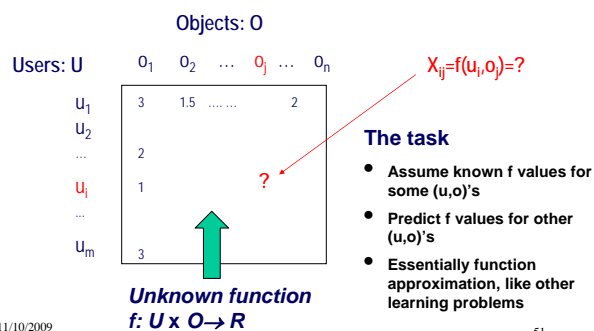 Objects: O
Users: U O₁ O₂ … Oⱼ … Oₙ
Xᵢⱼ=f(uᵢ,oⱼ)=?
u₁ 3 1.5 ....... 2
u₂
... 2
uᵢ 1 ?
...
uₘ 3
The task
• Assume known f values for
some (u,o)'s
• Predict f values for other
(u,o)'s
• Essentially function
approximation, like other
learning problems
Unknown function
f: U x O→ R
11/10/2009
51